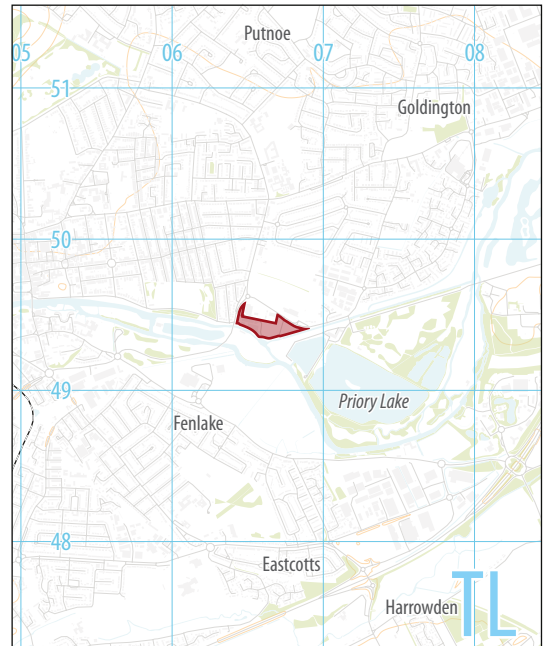 Putnoe
05
06
07
08
51
Goldington
50
49
Priory Lake
Fenlake
48
Eastcotts
TL
Harrowden